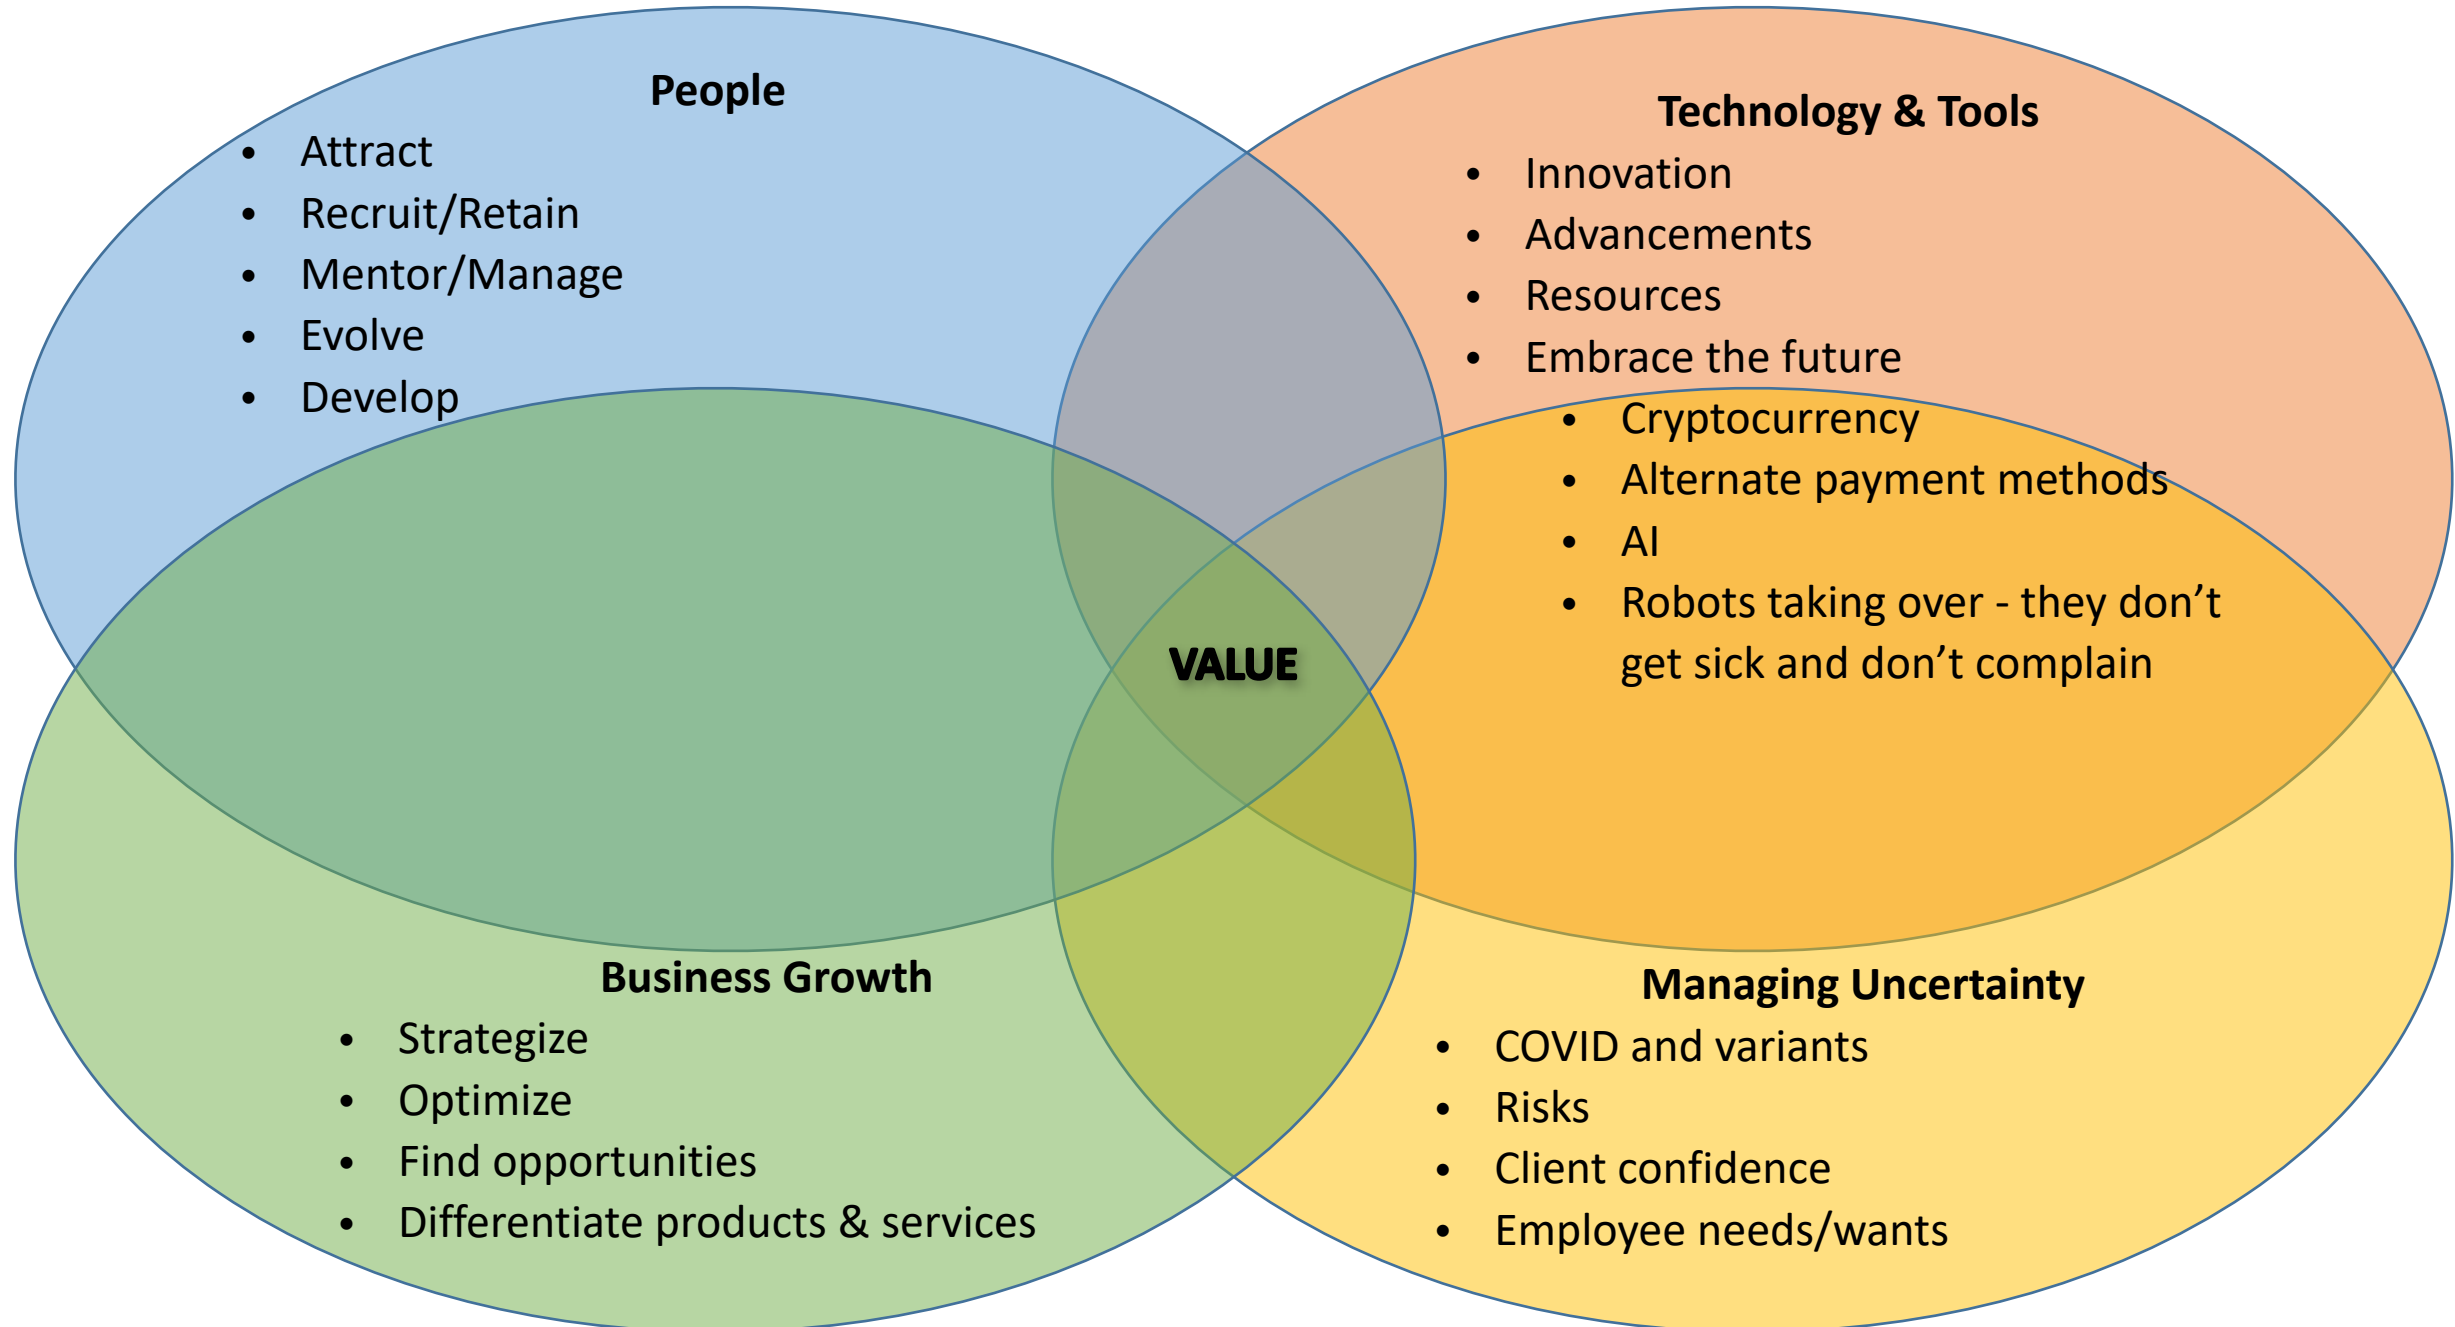 People
• Attract
• Recruit/Retain
• Mentor/Manage
• Evolve
• Develop
Technology & Tools
• Innovation
• Advancements
• Resources
• Embrace the future
• Cryptocurrency
• Alternate payment methods
• AI
• Robots taking over - they don’t
get sick and don’t complain
VALUE
Business Growth
• Strategize
• Optimize
• Find opportunities
• Differentiate products & services
Managing Uncertainty
• COVID and variants
• Risks
• Client confidence
• Employee needs/wants